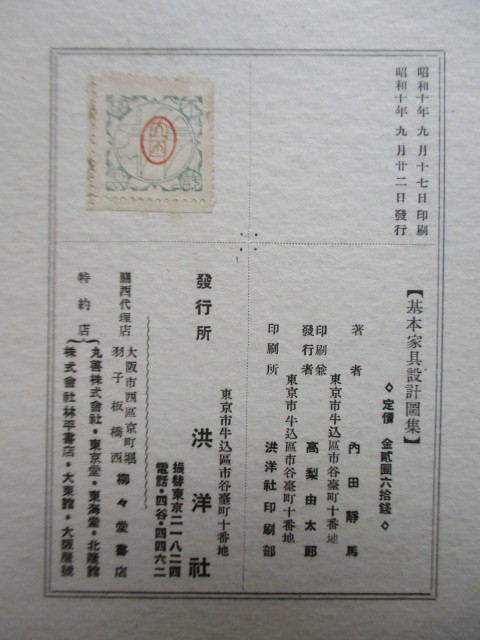 昭和十年九月十七日印刷
昭和十年九月廿二日發行
【基本家具設計圖集】
◇定價 金貳圓六拾錢◇
著者 內田靜馬
東京市牛込區市谷臺町十番地
印刷兼發行者 高梨由太郎
東京市牛込區市谷臺町十番地
印刷所 洪洋社印刷部
東京市牛込區市谷臺町十番地
發行所 洪洋社
振替東京二一八二四
電話・四谷・四四六二
關西代理店 大阪市西區京町堀羽子板橋西 柳々堂書店
特約店 丸善株式會社・東京堂・東海堂・北隆館
株式會社林平書店・大東館・大阪屋號